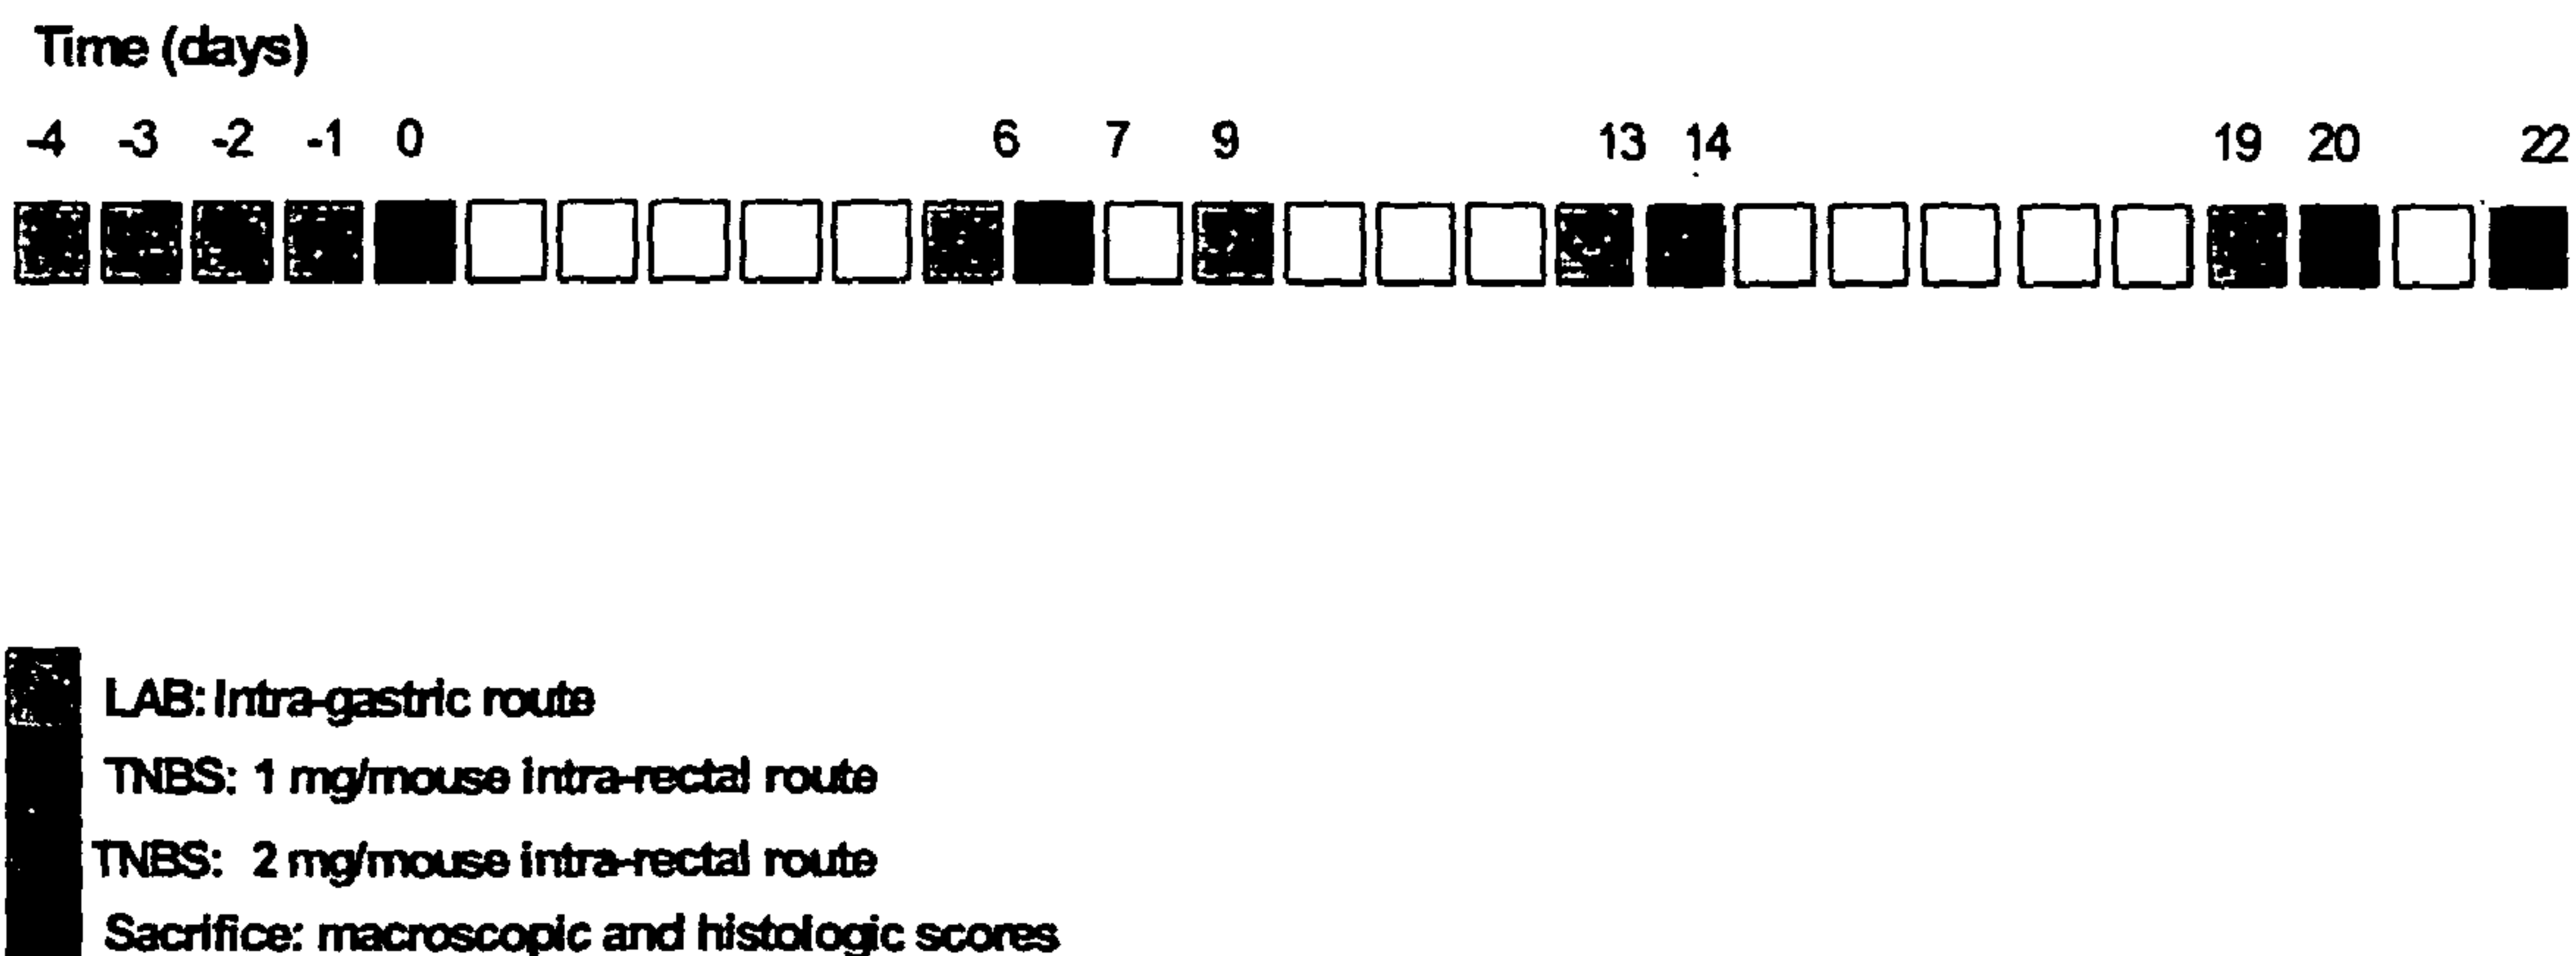 Time (days)
-4 -3 -2 -1 0 6 7 9 13 14 19 20 22
LAB: Intra-gastric route
TNBS: 1 mg/mouse intra-rectal route
TNBS: 2 mg/mouse intra-rectal route
Sacrifice: macroscopic and histologic scores